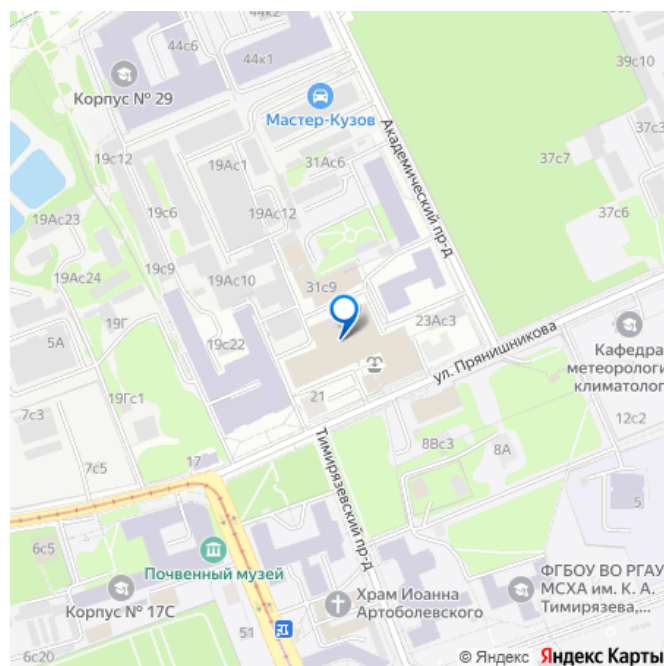 44с6
44к1
39с10
Корпус № 29
Мастер-Кузов
Академический пр-д
37с3
19с12
19Ас1
31Ас6
37с7
19с6
19Ас12
37с6
19Ас23
19Ас24
19с9
19Ас10
31с9
23Ас3
19Г
5А
19с22
ул. Прянишникова
Кафедра
метеорологи
климатолог
19Гс1
21
7с3
12с2
7с5
17
Тимирязевский пр-д
8Вс3
8А
5
6с5
Почвенный музей
Корпус № 17С
Храм Иоанна
Артоболевского
ФГБОУ ВО РГАУ
МСХА им. К. А.
Тимирязева,...
6с20
51
© Яндекс Яндекс Карты